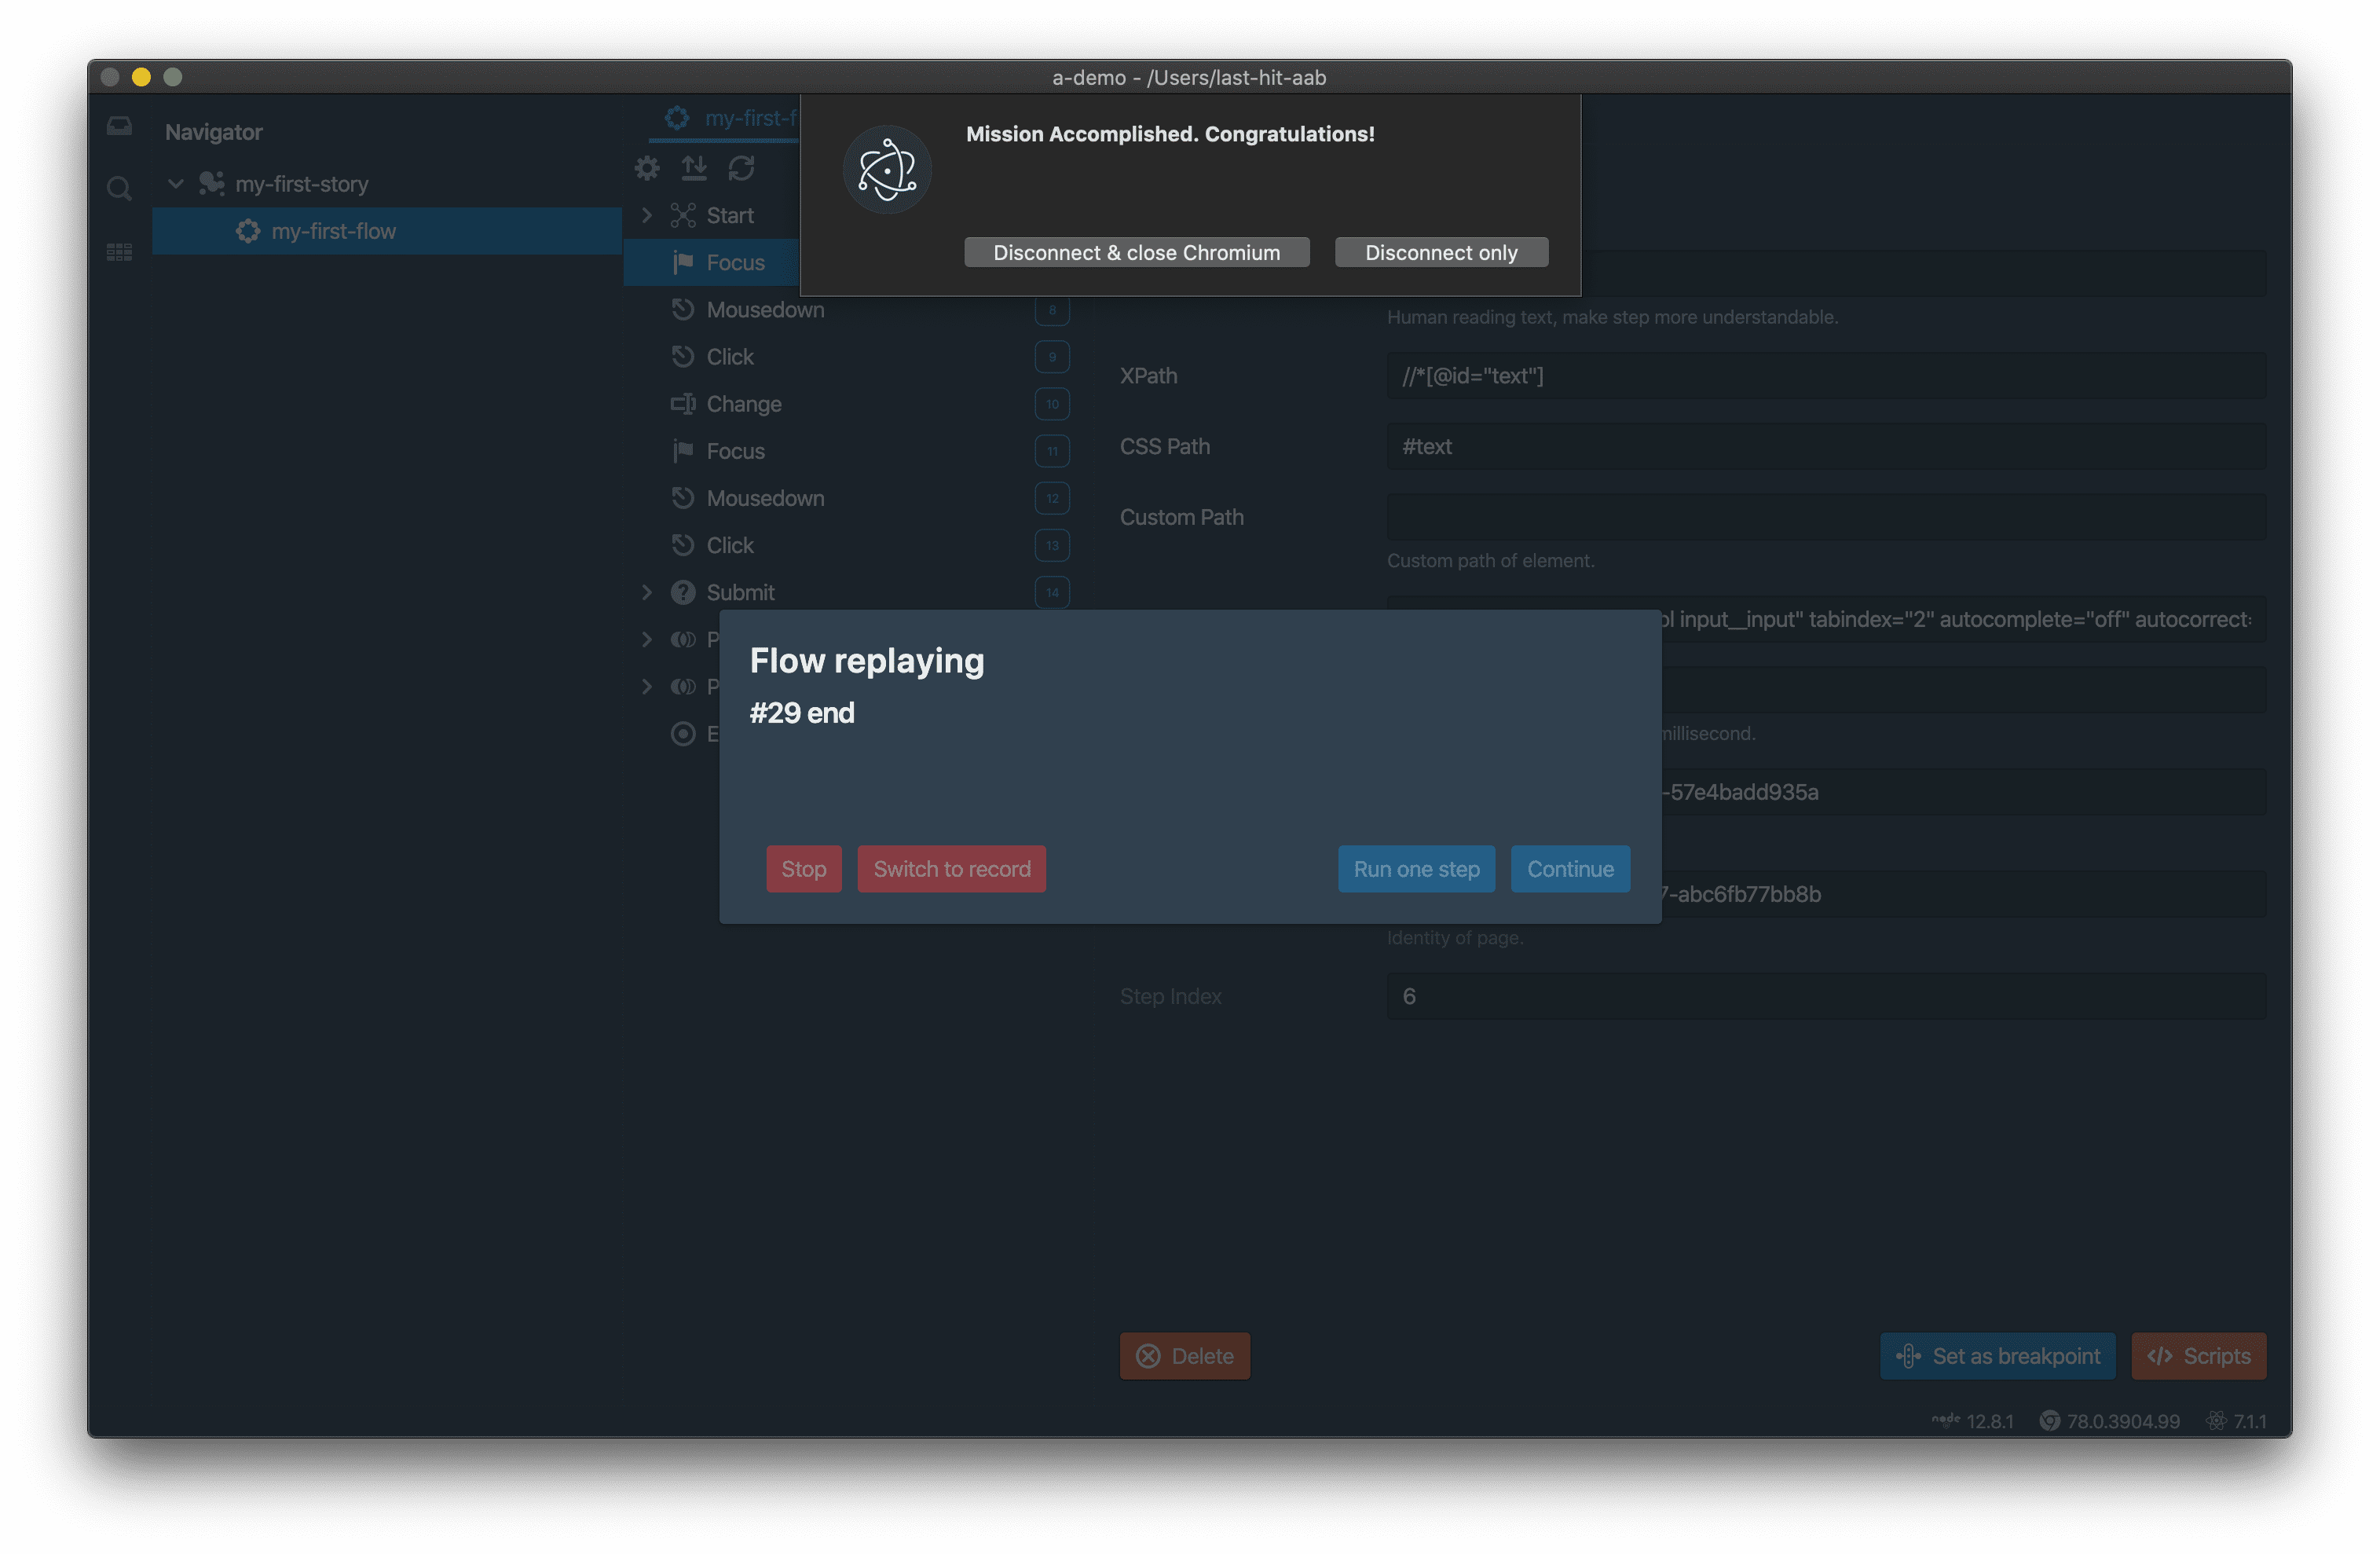 a-demo - /Users/last-hit-aab
Navigator
my-first-story
my-first-flow
my-first-f
Start
Focus
Mousedown 8
Click 9
Change 10
Focus 11
Mousedown 12
Click 13
Submit 14
P
P
E
Mission Accomplished. Congratulations!
Disconnect & close Chromium
Disconnect only
Human reading text, make step more understandable.
XPath //*[@id="text"]
CSS Path #text
Custom Path
Custom path of element.
ol input__input" tabindex="2" autocomplete="off" autocorrect=
millisecond.
-57e4badd935a
7-abc6fb77bb8b
Identity of page.
Step Index 6
Flow replaying
#29 end
Stop
Switch to record
Run one step
Continue
Delete
Set as breakpoint
</> Scripts
node 12.8.1
78.0.3904.99
7.1.1